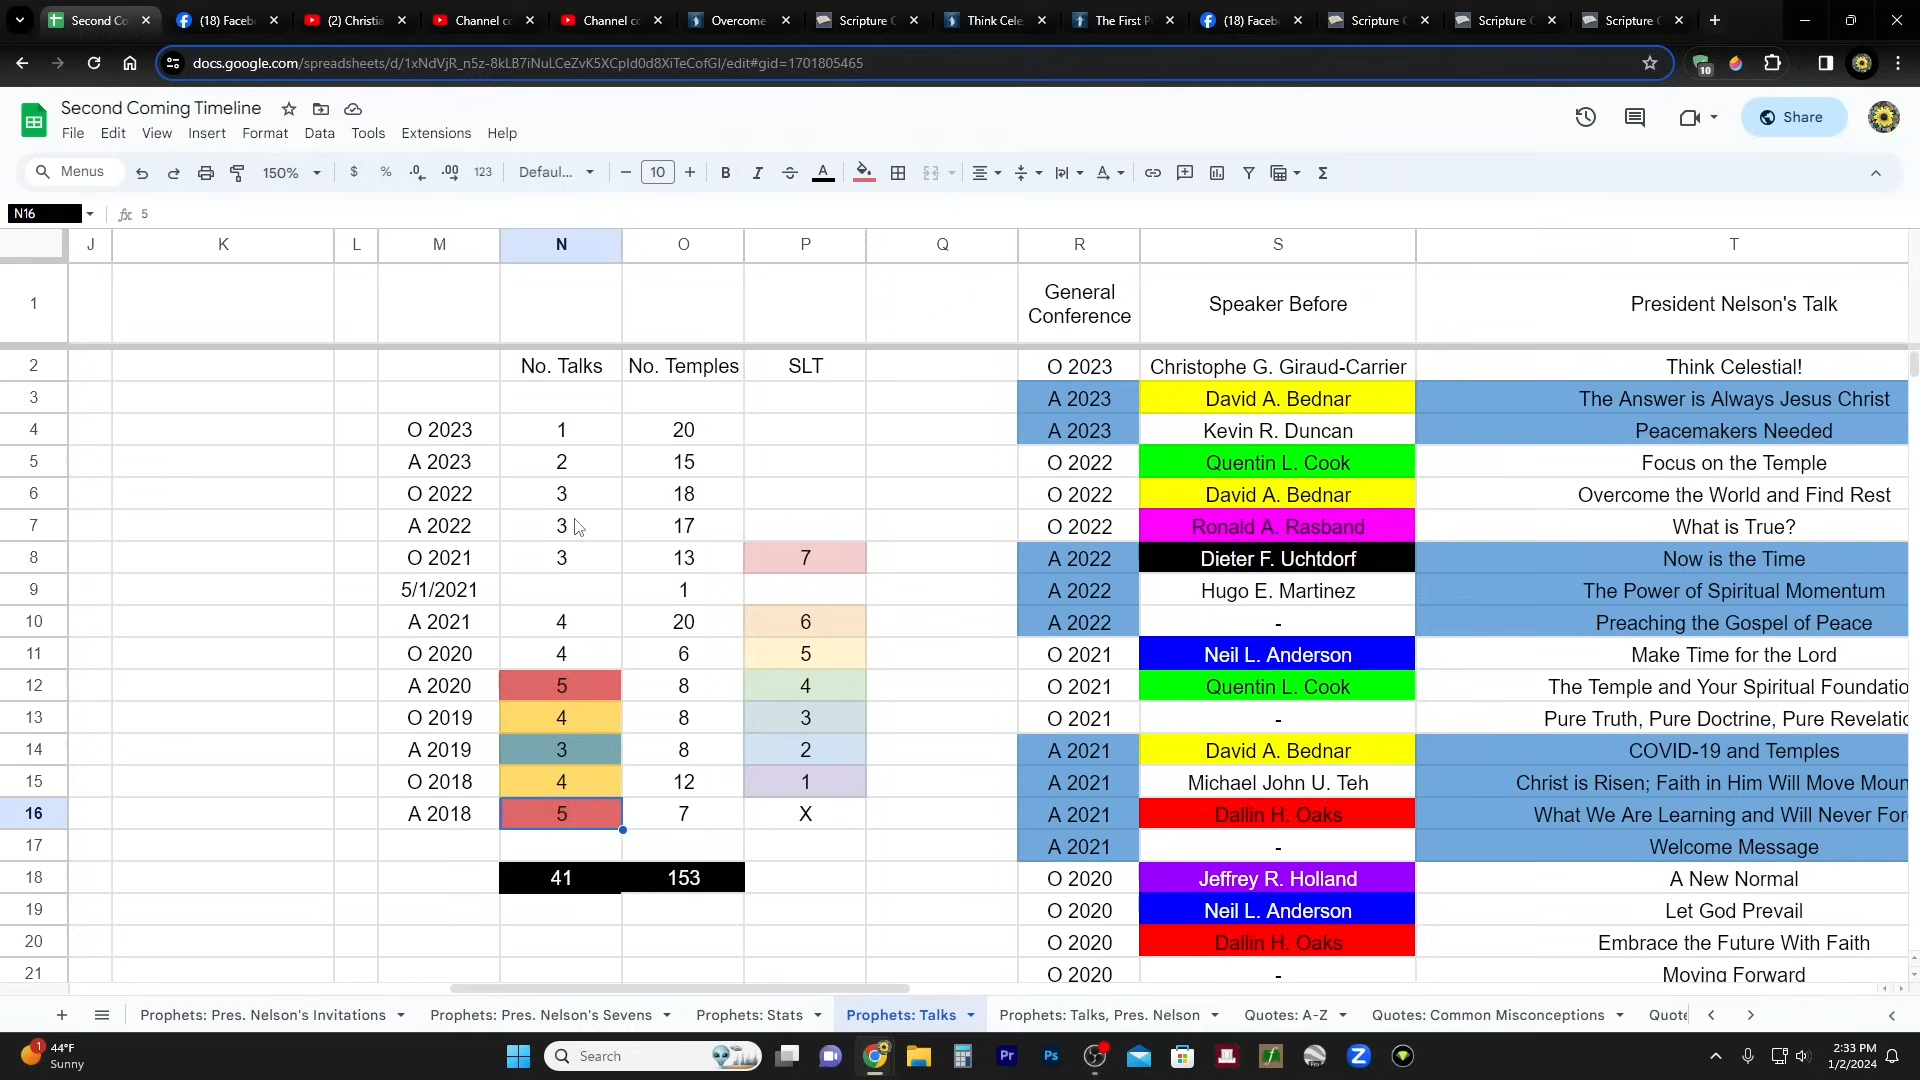 Second Co
(18) Faceb
(2) Christia
Channel co
Channel co
Overcome
Scripture C
Think Cele
The First P
(18) Faceb
Scripture C
Scripture C
Scripture C
docs.google.com/spreadsheets/d/1xNdVjR_n5z-8kLB7iNuLCeZvK5XCpId0d8XiTeCofGI/edit#gid=1701805465
10
Second Coming Timeline
File Edit View Insert Format Data Tools Extensions Help
Share
Menus 150% $ % .0 .00 123 Defaul... 10 B I A
N16
fx 5
J K L M N O P Q R S T
1 General Conference Speaker Before President Nelson's Talk
2 No. Talks No. Temples SLT O 2023 Christophe G. Giraud-Carrier Think Celestial!
3 A 2023 David A. Bednar The Answer is Always Jesus Christ
4 O 2023 1 20 A 2023 Kevin R. Duncan Peacemakers Needed
5 A 2023 2 15 O 2022 Quentin L. Cook Focus on the Temple
6 O 2022 3 18 O 2022 David A. Bednar Overcome the World and Find Rest
7 A 2022 3 17 O 2022 Ronald A. Rasband What is True?
8 O 2021 3 13 7 A 2022 Dieter F. Uchtdorf Now is the Time
9 5/1/2021 1 A 2022 Hugo E. Martinez The Power of Spiritual Momentum
10 A 2021 4 20 6 A 2022 - Preaching the Gospel of Peace
11 O 2020 4 6 5 O 2021 Neil L. Anderson Make Time for the Lord
12 A 2020 5 8 4 O 2021 Quentin L. Cook The Temple and Your Spiritual Foundatio
13 O 2019 4 8 3 O 2021 - Pure Truth, Pure Doctrine, Pure Revelatic
14 A 2019 3 8 2 A 2021 David A. Bednar COVID-19 and Temples
15 O 2018 4 12 1 A 2021 Michael John U. Teh Christ is Risen; Faith in Him Will Move Moun
16 A 2018 5 7 X A 2021 Dallin H. Oaks What We Are Learning and Will Never For
17 A 2021 - Welcome Message
18 41 153 O 2020 Jeffrey R. Holland A New Normal
19 O 2020 Neil L. Anderson Let God Prevail
20 O 2020 Dallin H. Oaks Embrace the Future With Faith
21 O 2020 - Moving Forward
Prophets: Pres. Nelson's Invitations Prophets: Pres. Nelson's Sevens Prophets: Stats Prophets: Talks Prophets: Talks, Pres. Nelson Quotes: A-Z Quotes: Common Misconceptions Quote
1
44°F
Sunny
Search
Pr
Ps
2:33 PM
1/2/2024